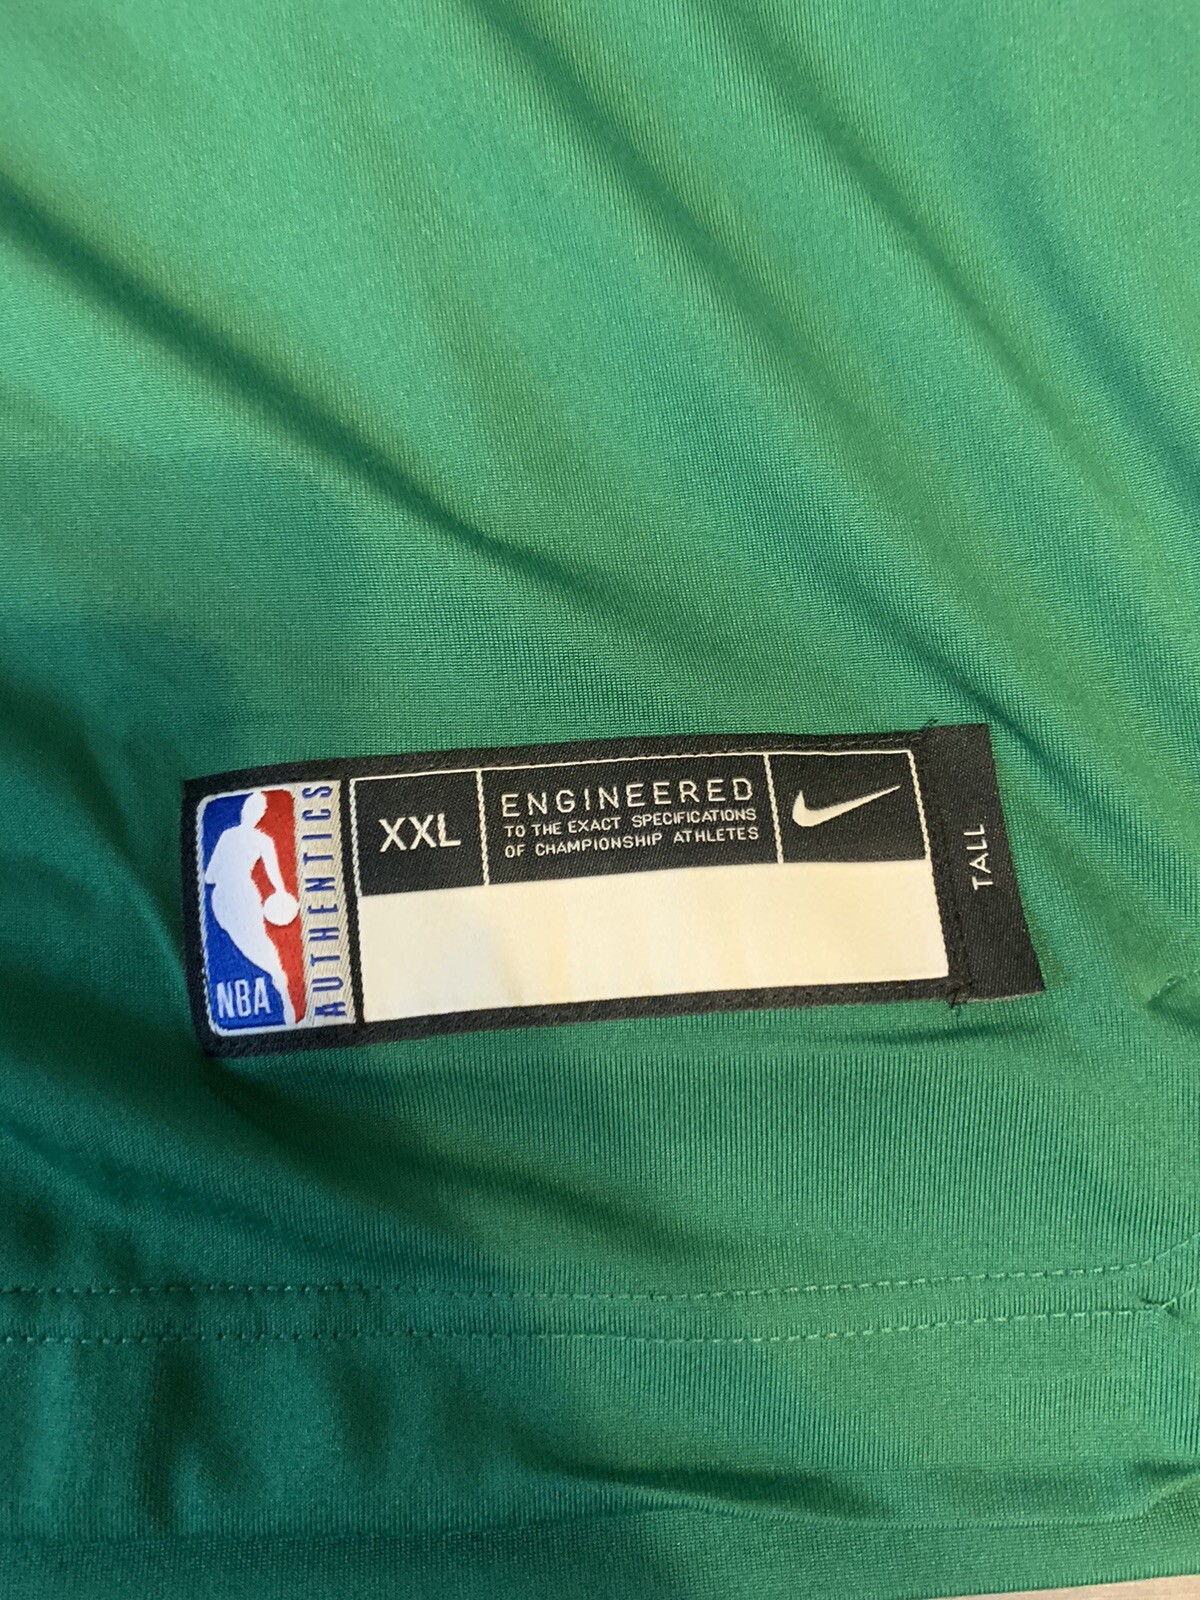 NBA
AUTHENTICS
XXL
ENGINEERED
TO THE EXACT SPECIFICATIONS
OF CHAMPIONSHIP ATHLETES
TALL